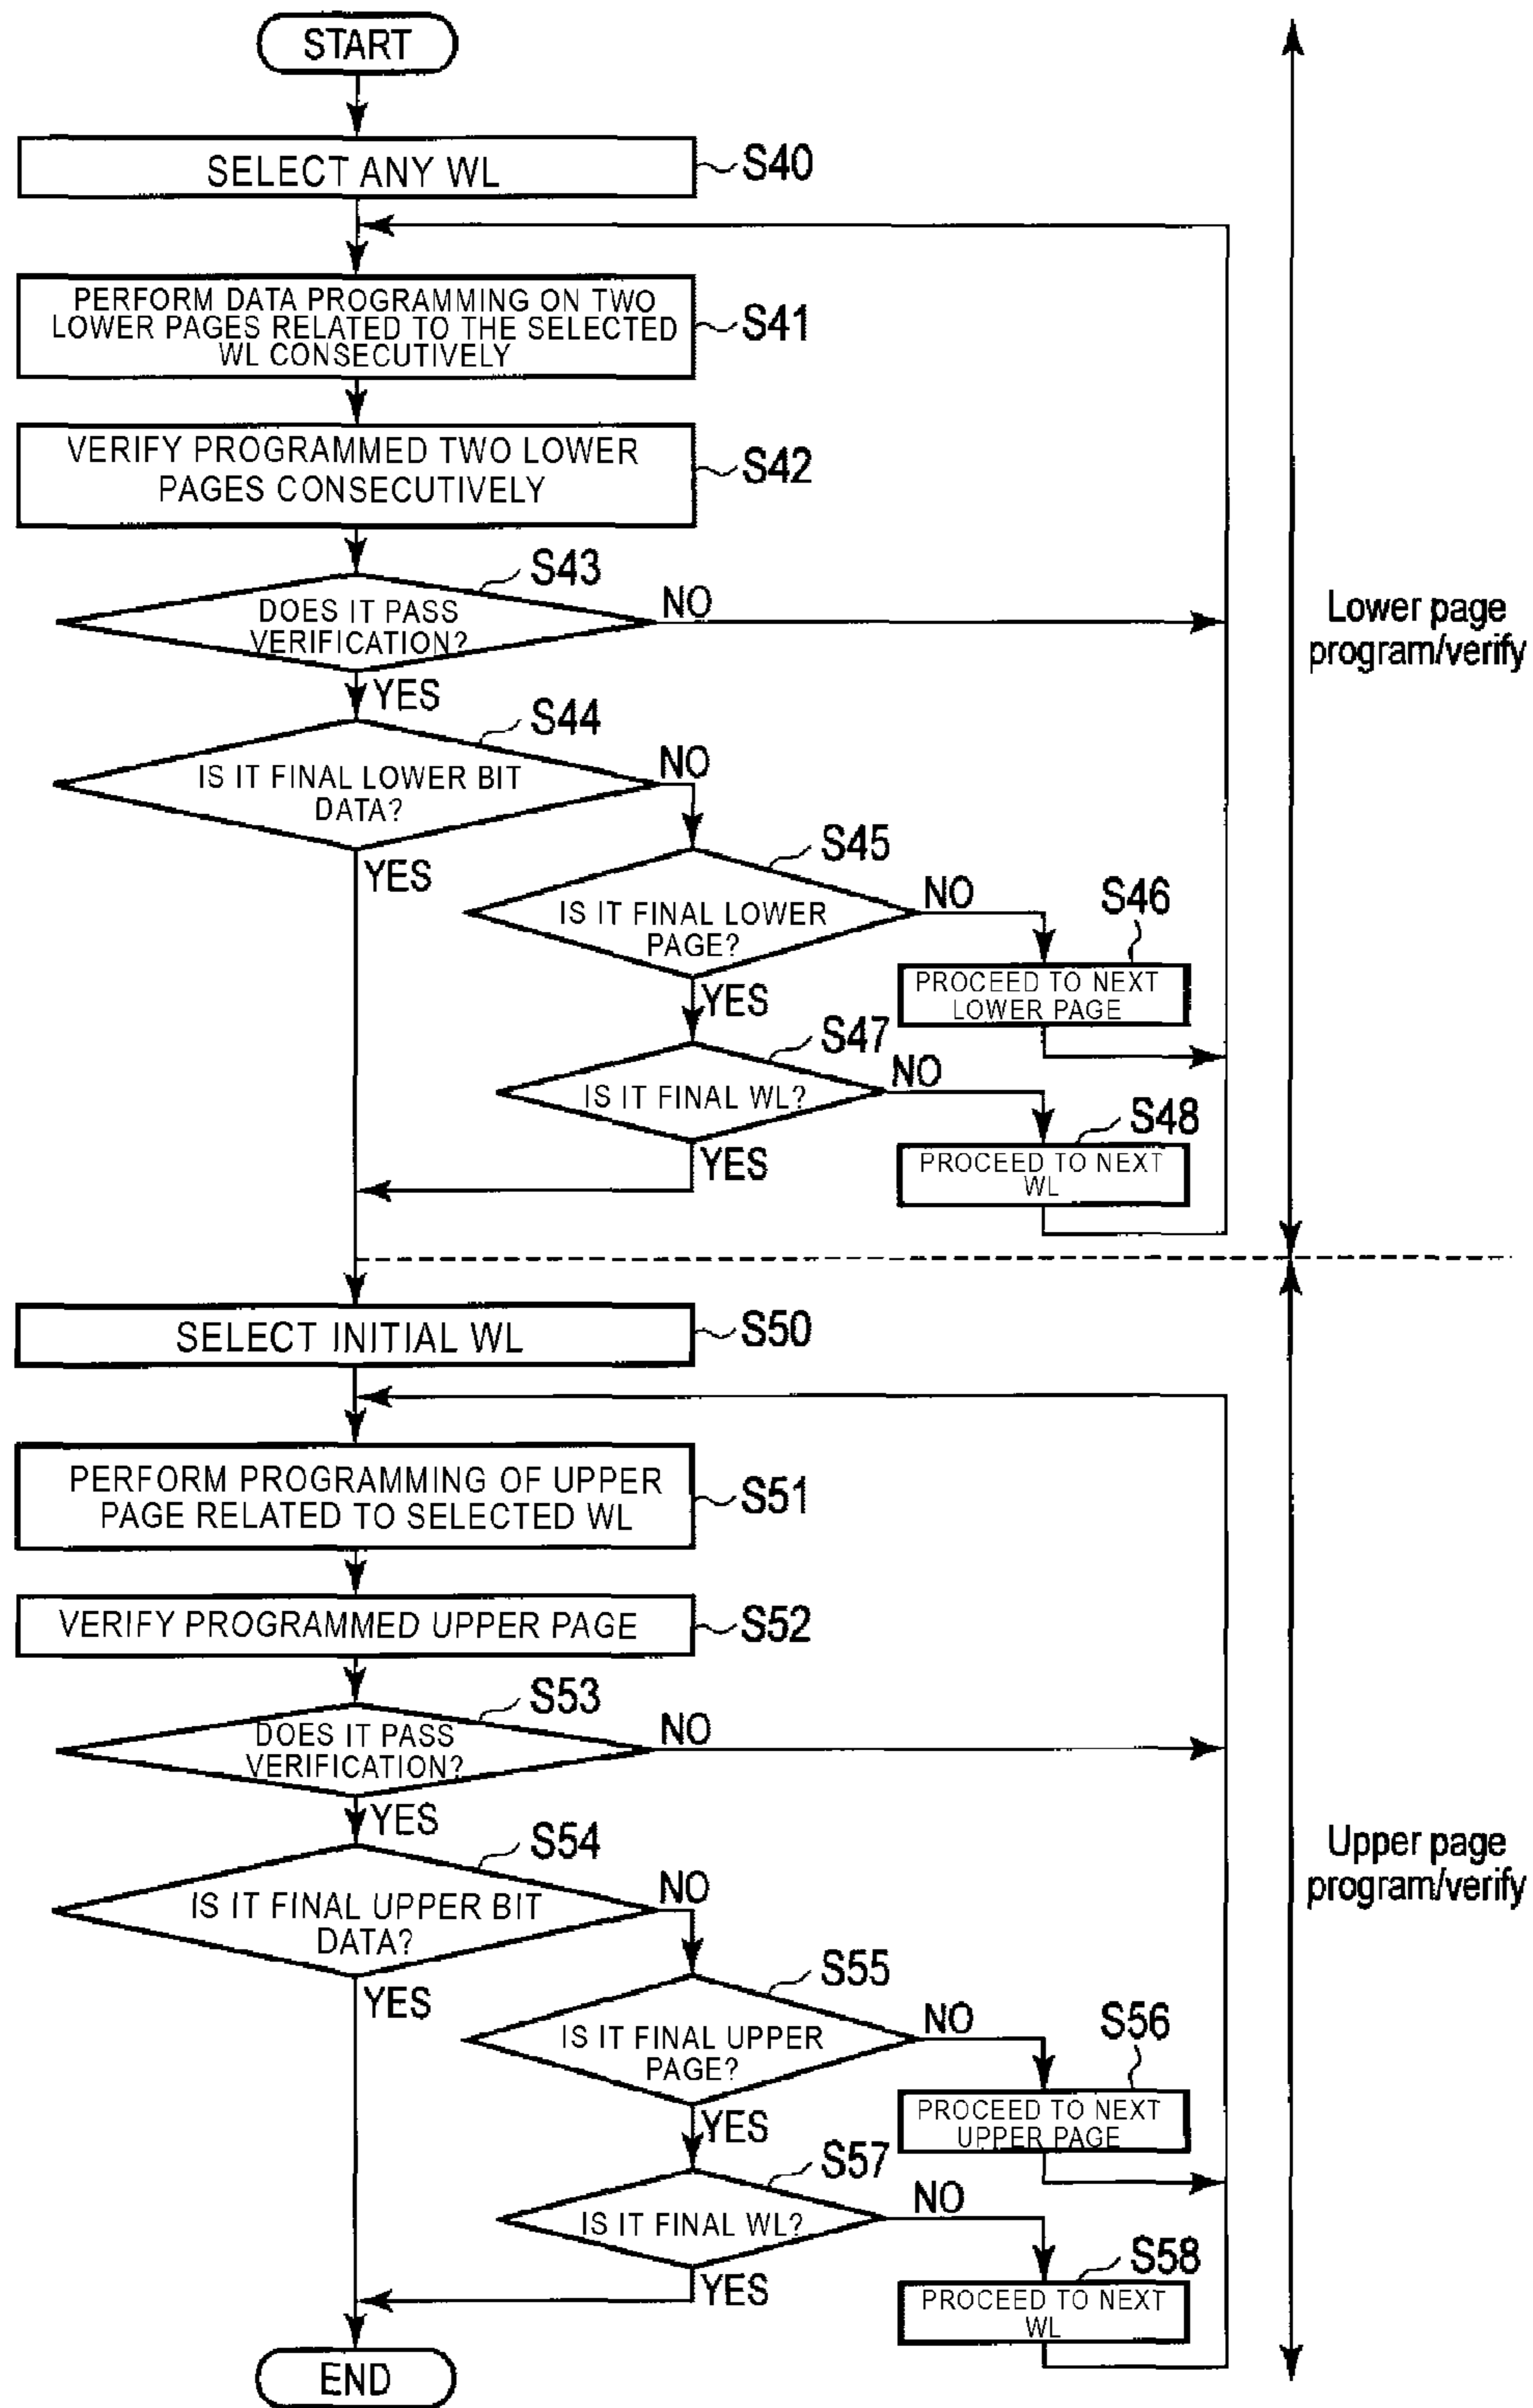 START
SELECT ANY WL
S40
PERFORM DATA PROGRAMMING ON TWO
LOWER PAGES RELATED TO THE SELECTED
WL CONSECUTIVELY
S41
VERIFY PROGRAMMED TWO LOWER
PAGES CONSECUTIVELY
S42
S43
DOES IT PASS
VERIFICATION?
NO
YES
Lower page
program/verify
S44
IS IT FINAL LOWER BIT
DATA?
NO
YES
S45
IS IT FINAL LOWER
PAGE?
NO
YES
S46
PROCEED TO NEXT
LOWER PAGE
S47
IS IT FINAL WL?
NO
YES
S48
PROCEED TO NEXT
WL
SELECT INITIAL WL
S50
PERFORM PROGRAMMING OF UPPER
PAGE RELATED TO SELECTED WL
S51
VERIFY PROGRAMMED UPPER PAGE
S52
S53
DOES IT PASS
VERIFICATION?
NO
YES
Upper page
program/verify
S54
IS IT FINAL UPPER BIT
DATA?
NO
YES
S55
IS IT FINAL UPPER
PAGE?
NO
YES
S56
PROCEED TO NEXT
UPPER PAGE
S57
IS IT FINAL WL?
NO
YES
S58
PROCEED TO NEXT
WL
END